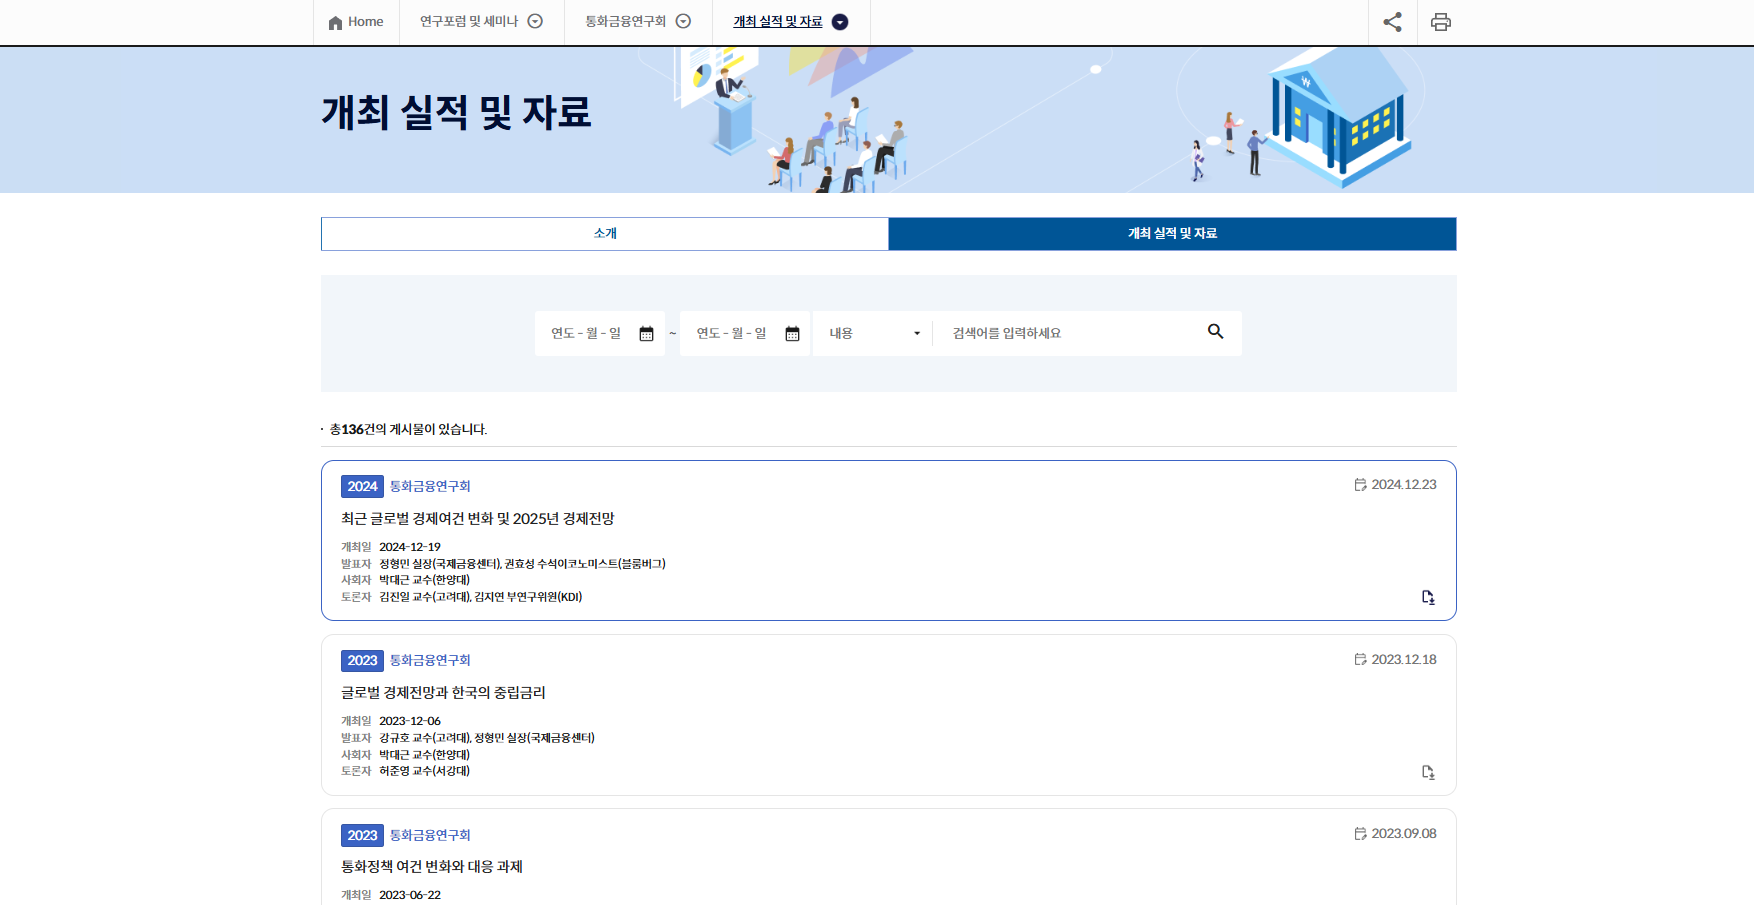 Home 연구포럼 및 세미나 통화금융연구회 개최 실적 및 자료
개최 실적 및 자료
소개 개최 실적 및 자료
연도 - 월 - 일 ~ 연도 - 월 - 일 내용 검색어를 입력하세요
· 총136건의 게시물이 있습니다.
2024 통화금융연구회 2024.12.23
최근 글로벌 경제여건 변화 및 2025년 경제전망
개최일 2024-12-19
발표자 정형민 실장(국제금융센터), 권효성 수석이코노미스트(블룸버그)
사회자 박대근 교수(한양대)
토론자 김진일 교수(고려대), 김지연 부연구위원(KDI)
2023 통화금융연구회 2023.12.18
글로벌 경제전망과 한국의 중립금리
개최일 2023-12-06
발표자 강규호 교수(고려대), 정형민 실장(국제금융센터)
사회자 박대근 교수(한양대)
토론자 허준영 교수(서강대)
2023 통화금융연구회 2023.09.08
통화정책 여건 변화와 대응 과제
개최일 2023-06-22